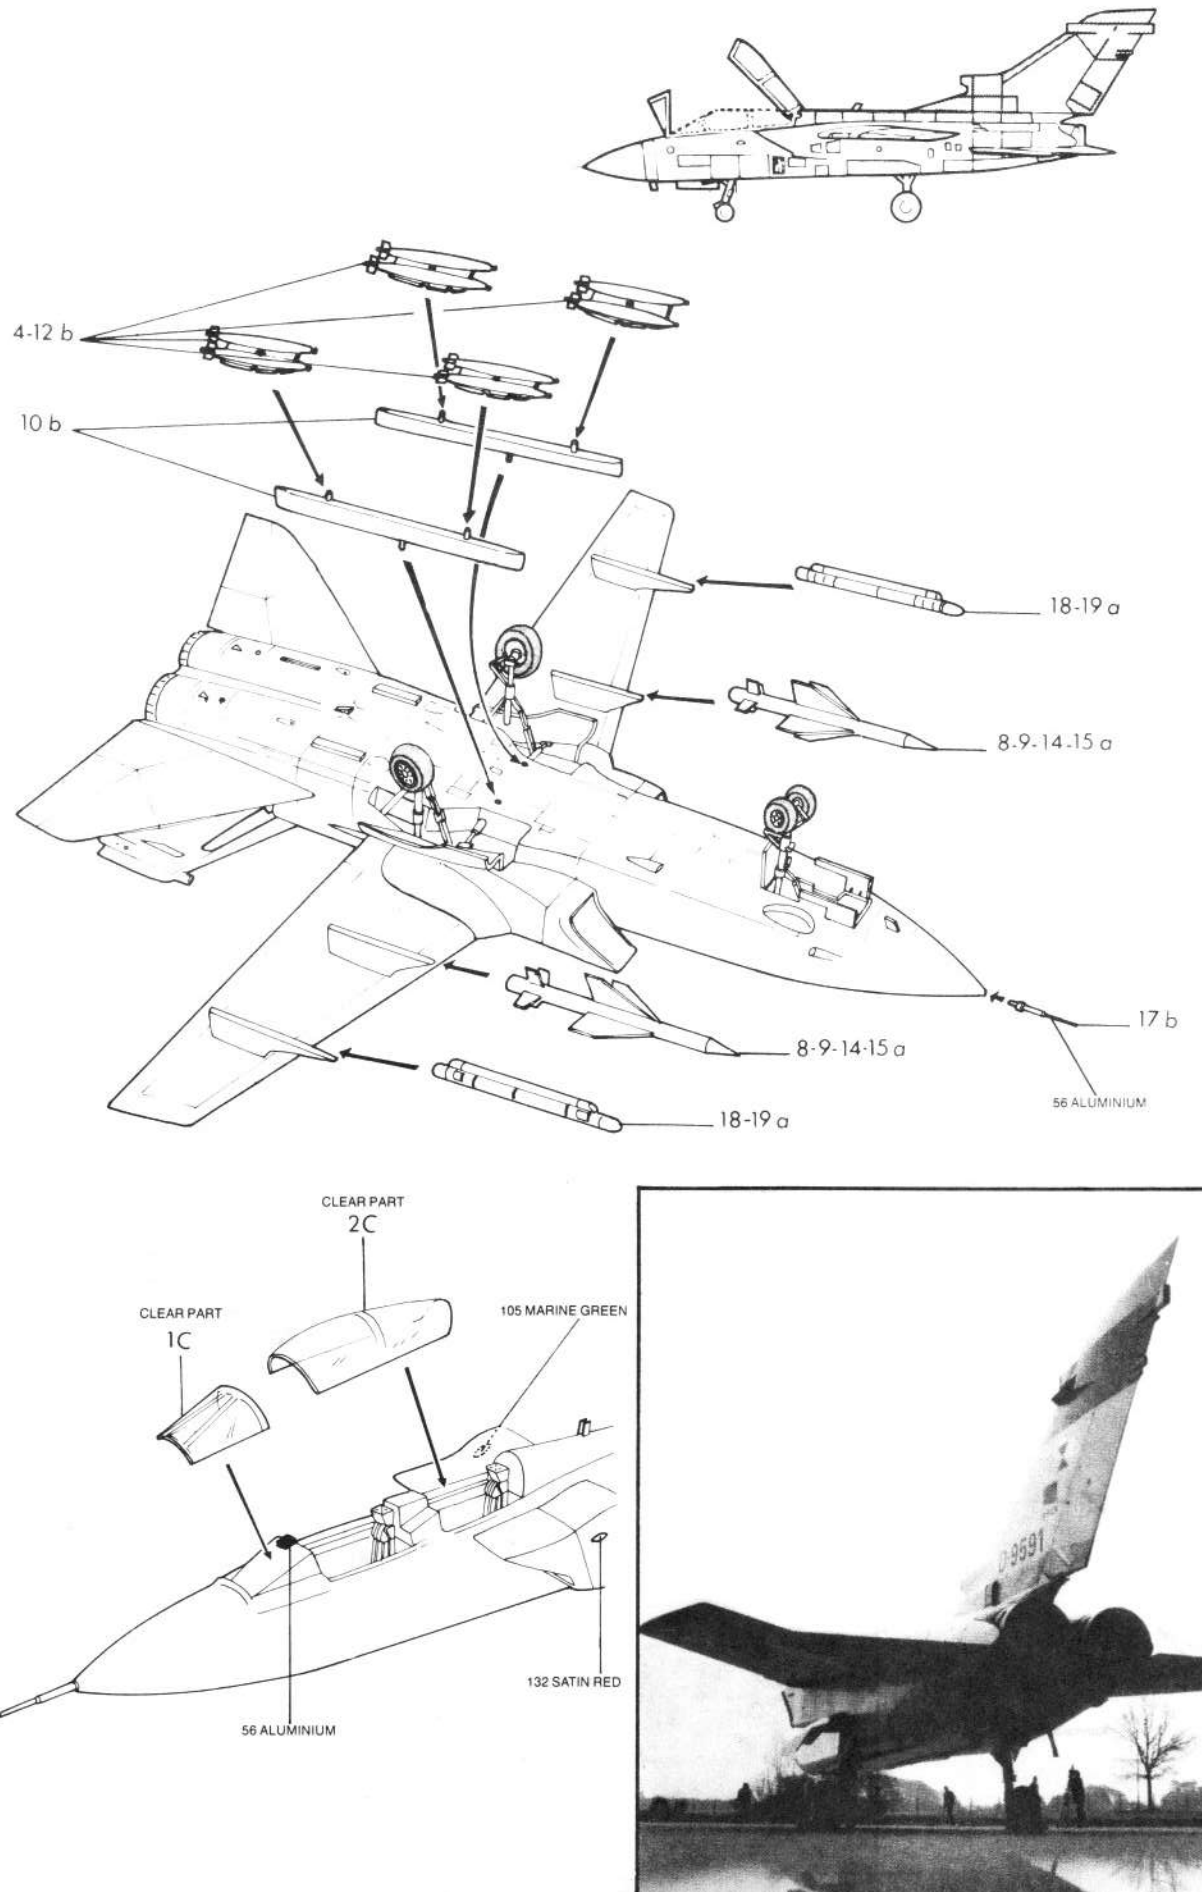 4-12 b
10 b
18-19 a
8-9-14-15 a
17 b
8-9-14-15 a
56 ALUMINIUM
18-19 a
CLEAR PART
2C
CLEAR PART
1C
105 MARINE GREEN
132 SATIN RED
56 ALUMINIUM
D-9591